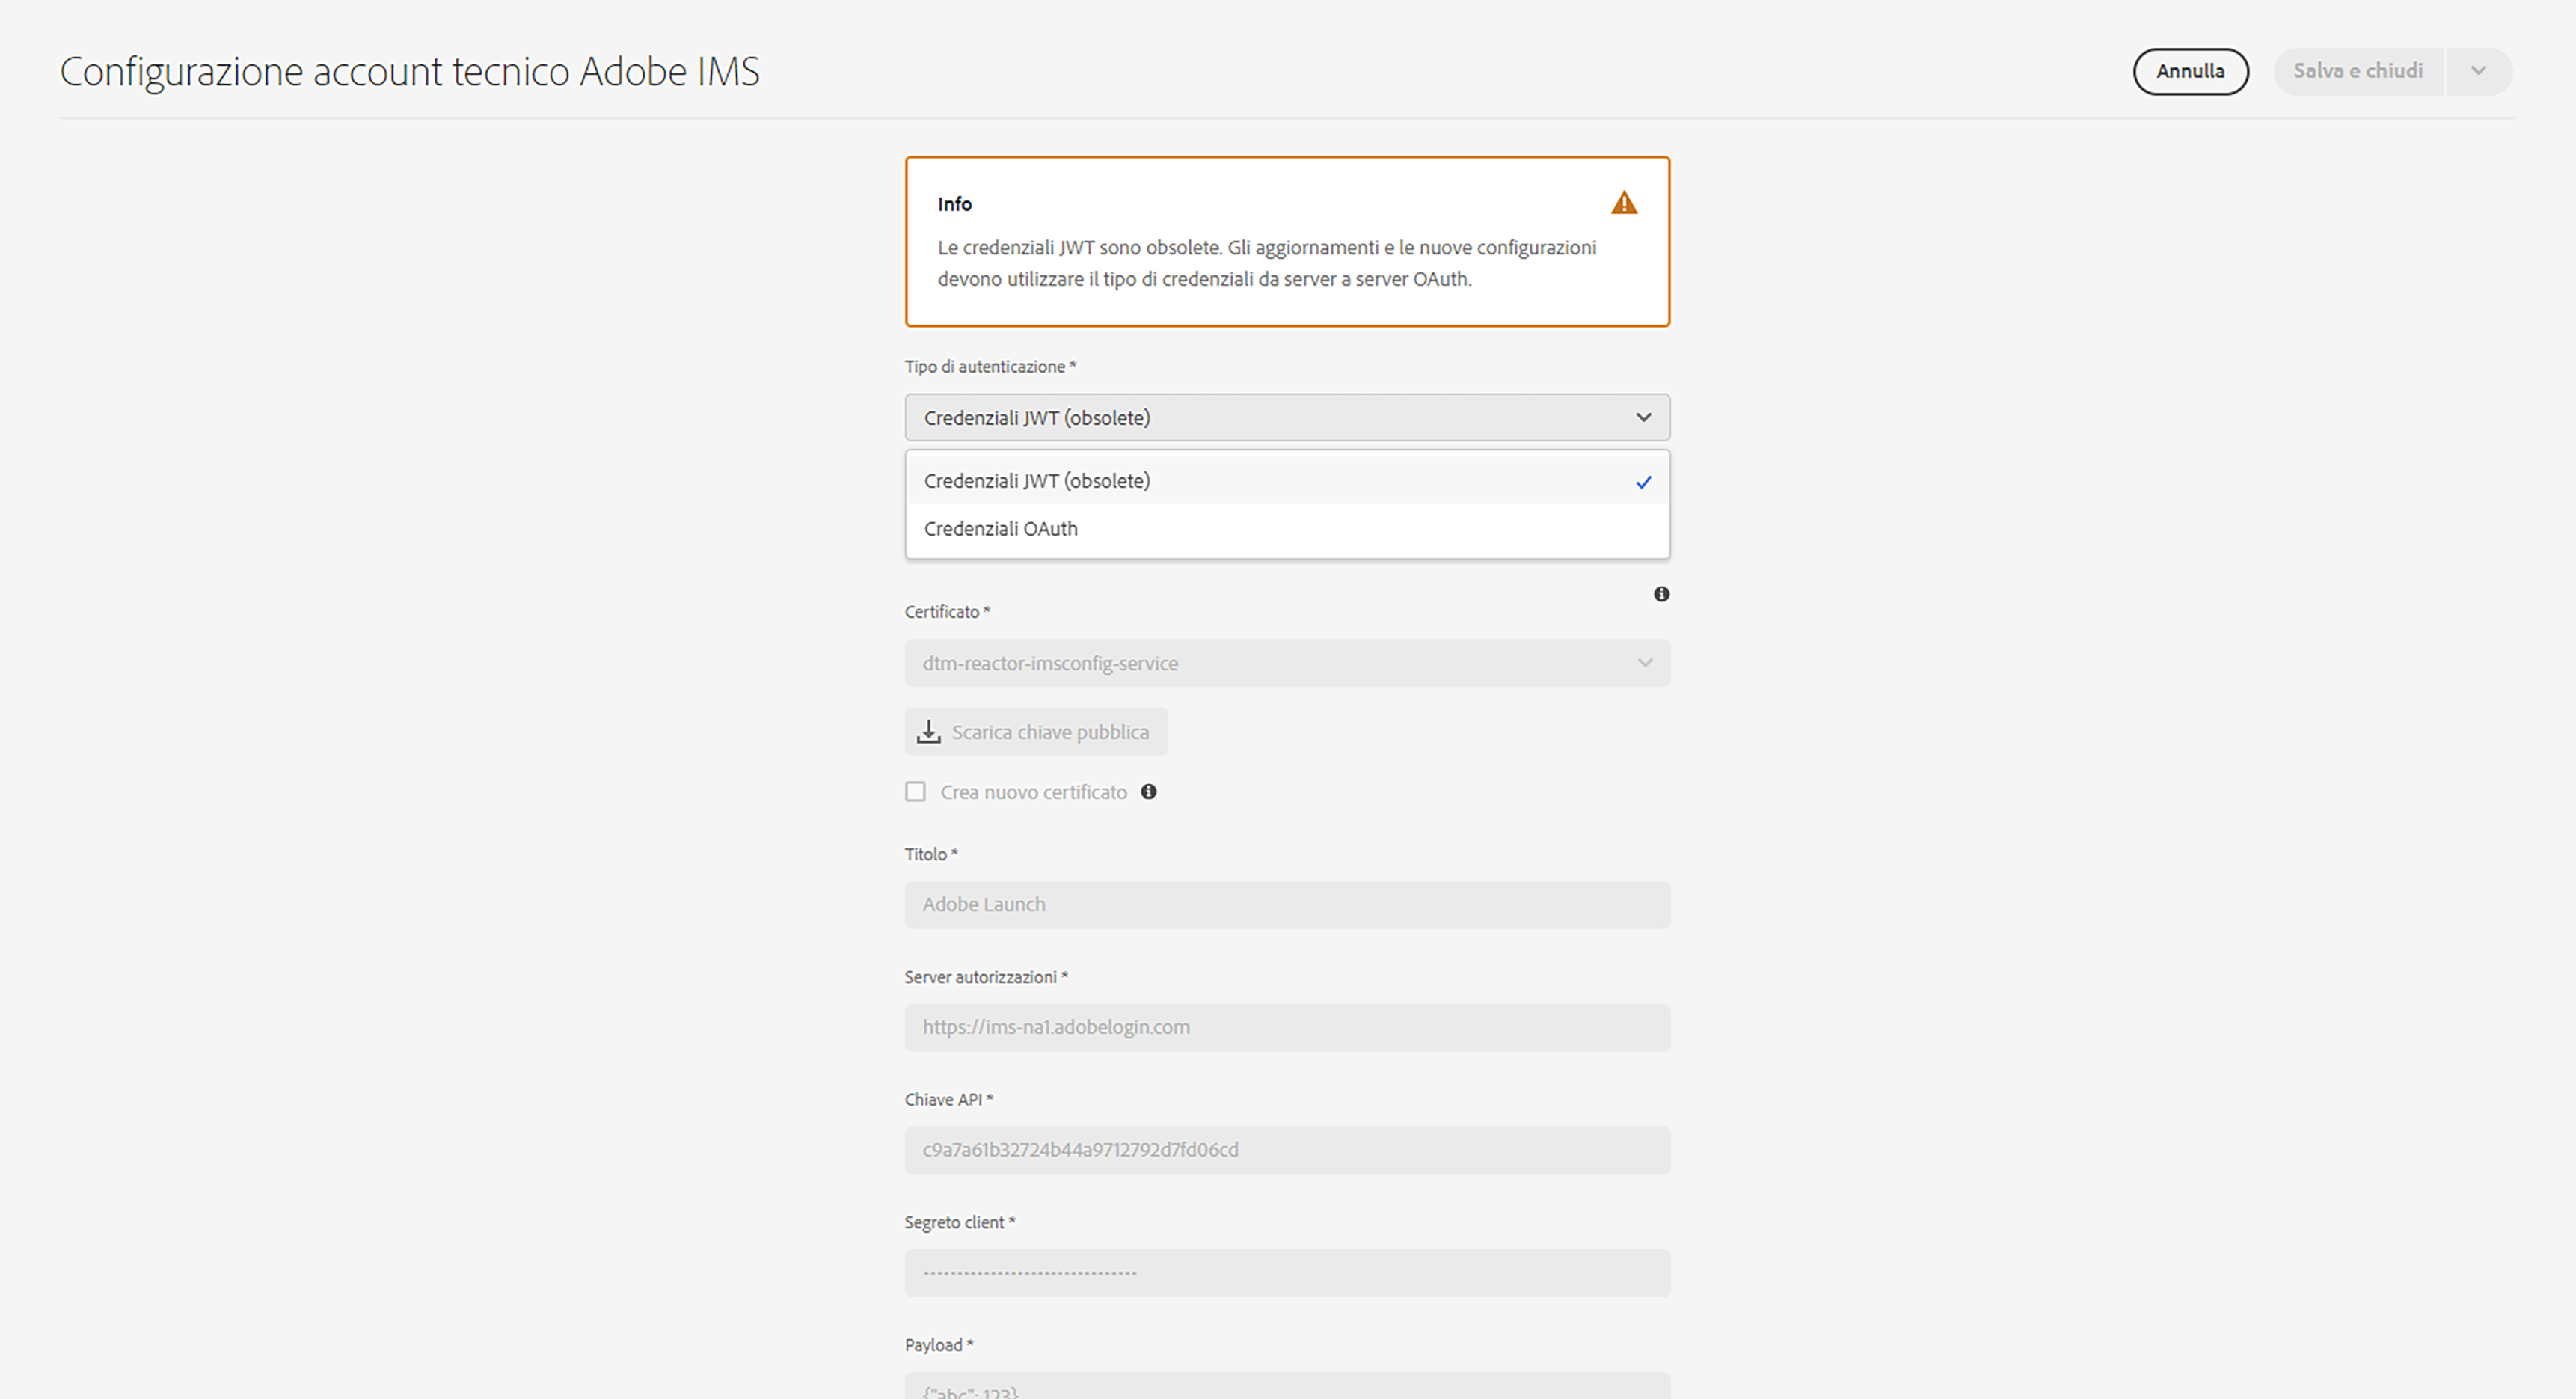 Configurazione account tecnico Adobe IMS
Annulla
Salva e chiudi
Info
Le credenziali JWT sono obsolete. Gli aggiornamenti e le nuove configurazioni
devono utilizzare il tipo di credenziali da server a server OAuth.
Tipo di autenticazione *
Credenziali JWT (obsolete)
Credenziali JWT (obsolete)
Credenziali OAuth
Certificato *
dtm-reactor-imsconfig-service
Scarica chiave pubblica
Crea nuovo certificato
Titolo *
Adobe Launch
Server autorizzazioni *
https://ims-na1.adobelogin.com
Chiave API *
c9a7a61b32724b44a9712792d7fd06cd
Segreto client *
--------------------------------
Payload *
{"abc": 123}